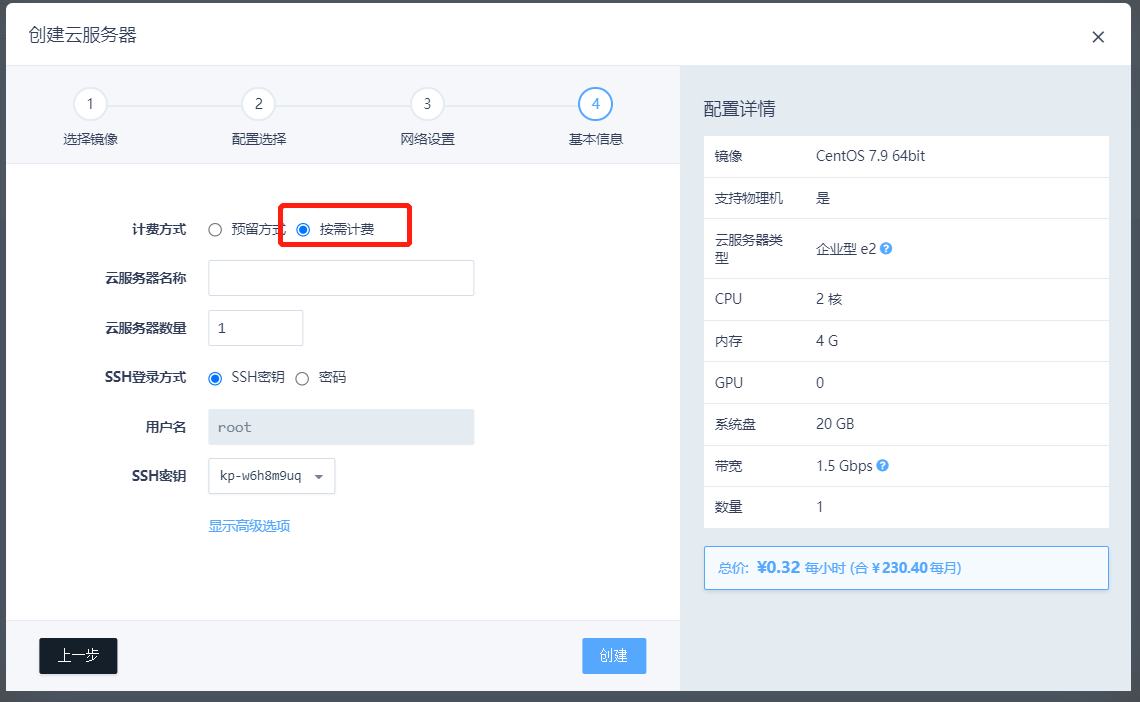 创建云服务器
1
2
3
4
选择镜像
配置选择
网络设置
基本信息
计费方式 预留方式 按需计费
云服务器名称
云服务器数量 1
SSH登录方式 SSH密钥 密码
用户名 root
SSH密钥 kp-w6h8m9uq
显示高级选项
上一步
创建
配置详情
镜像 CentOS 7.9 64bit
支持物理机 是
云服务器类
型
企业型 e2
CPU 2 核
内存 4 G
GPU 0
系统盘 20 GB
带宽 1.5 Gbps
数量 1
总价: ¥0.32 每小时 (合 ¥230.40 每月)